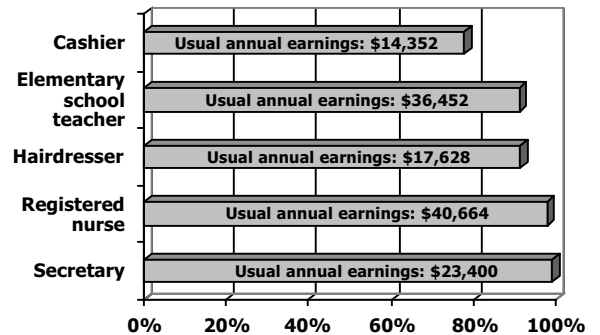 Cashier
Usual annual earnings: $14,352
Elementary
school
teacher
Usual annual earnings: $36,452
Hairdresser
Usual annual earnings: $17,628
Registered
nurse
Usual annual earnings: $40,664
Secretary
Usual annual earnings: $23,400
0% 20% 40% 60% 80% 100%